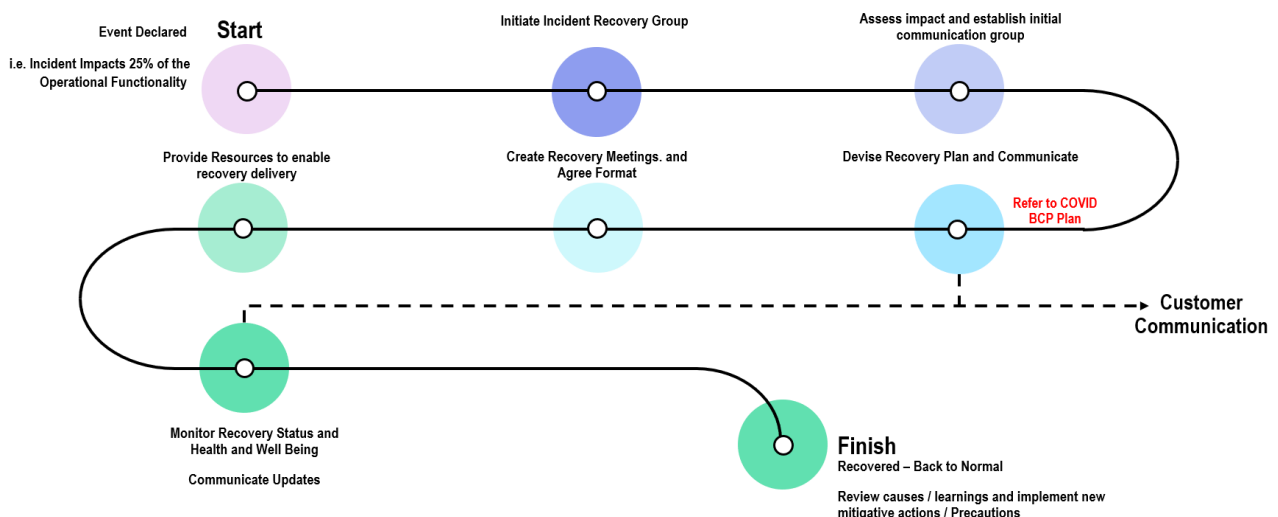 Event Declared
Start
i.e. Incident Impacts 25% of the
Operational Functionality
Initiate Incident Recovery Group
Assess impact and establish initial
communication group
Provide Resources to enable
recovery delivery
Create Recovery Meetings. and
Agree Format
Devise Recovery Plan and Communicate
Refer to COVID
BCP Plan
Customer
Communication
Monitor Recovery Status and
Health and Well Being
Communicate Updates
Finish
Recovered – Back to Normal
Review causes / learnings and implement new
mitigative actions / Precautions